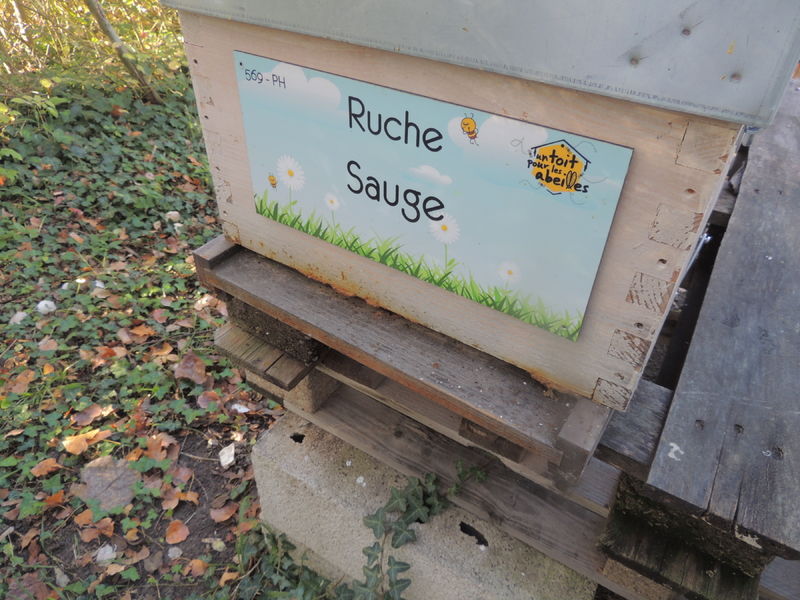 569 - PH
Ruche
Sauge
un toit
pour les
abeilles